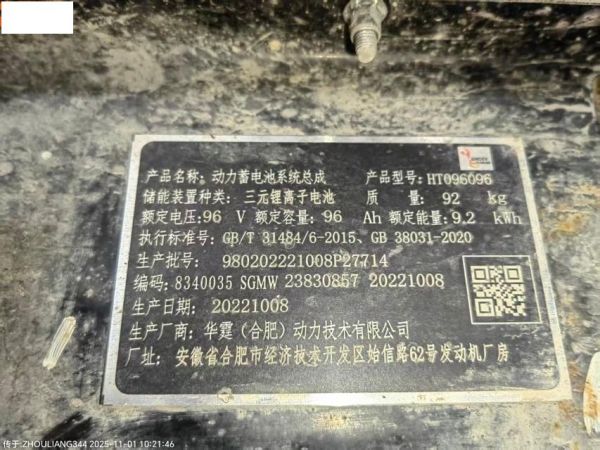 产品名称：动力蓄电池系统总成 产品型号：HT096096
储能装置种类：三元锂离子电池 质 量：92 kg
额定电压：96 V 额定容量：96 Ah 额定能量：9.2 kWh
执行标准号：GB/T 31484/6-2015、GB 38031-2020
生产批号：980202221008P27714
编码：8340035 SGMW 23830857 20221008
生产日期：20221008
生产厂商：华霆（合肥）动力技术有限公司
厂址：安徽省合肥市经济技术开发区始信路62号发动机厂房
传于:ZHOULIANG344 2025-11-01 10:21:46